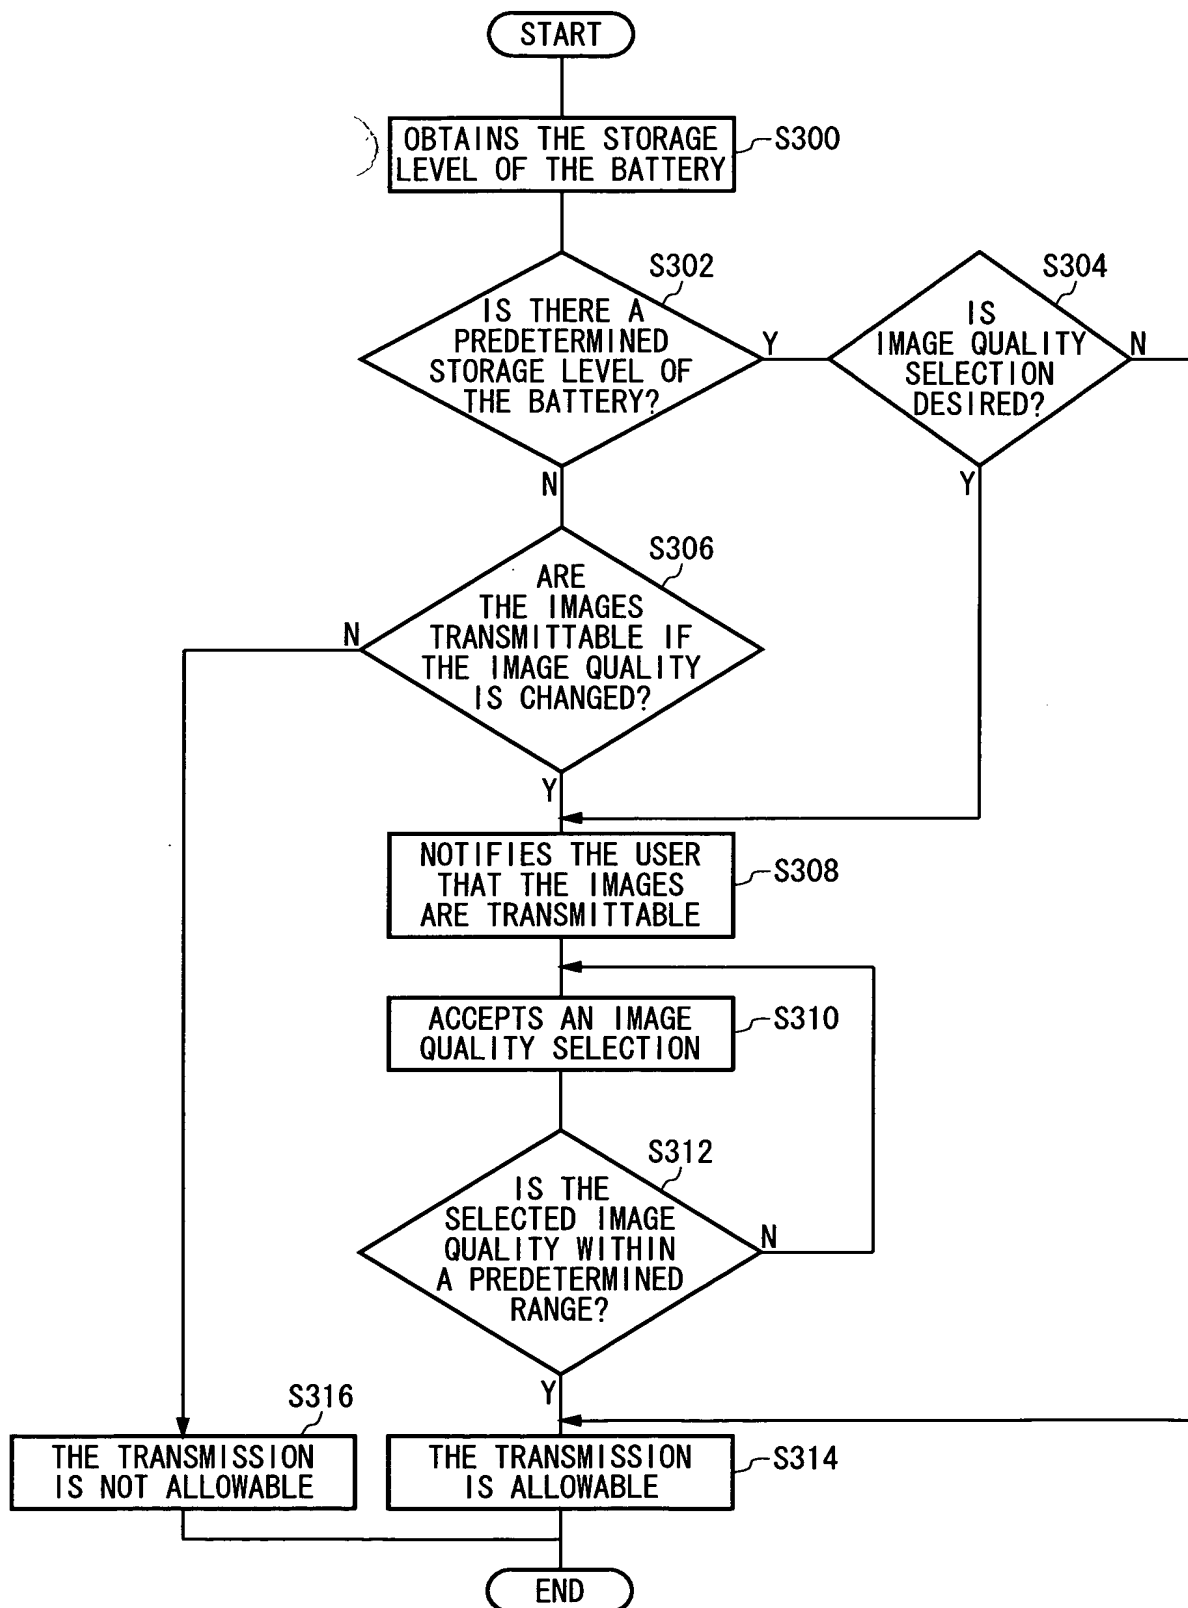 START
OBTAINS THE STORAGE
LEVEL OF THE BATTERY
S300
S302
IS THERE A
PREDETERMINED
STORAGE LEVEL OF
THE BATTERY?
Y
N
S304
IS
IMAGE QUALITY
SELECTION
DESIRED?
N
Y
S306
ARE
THE IMAGES
TRANSMITTABLE IF
THE IMAGE QUALITY
IS CHANGED?
N
Y
NOTIFIES THE USER
THAT THE IMAGES
ARE TRANSMITTABLE
S308
ACCEPTS AN IMAGE
QUALITY SELECTION
S310
S312
IS THE
SELECTED IMAGE
QUALITY WITHIN
A PREDETERMINED
RANGE?
N
Y
S316
THE TRANSMISSION
IS NOT ALLOWABLE
THE TRANSMISSION
IS ALLOWABLE
S314
END